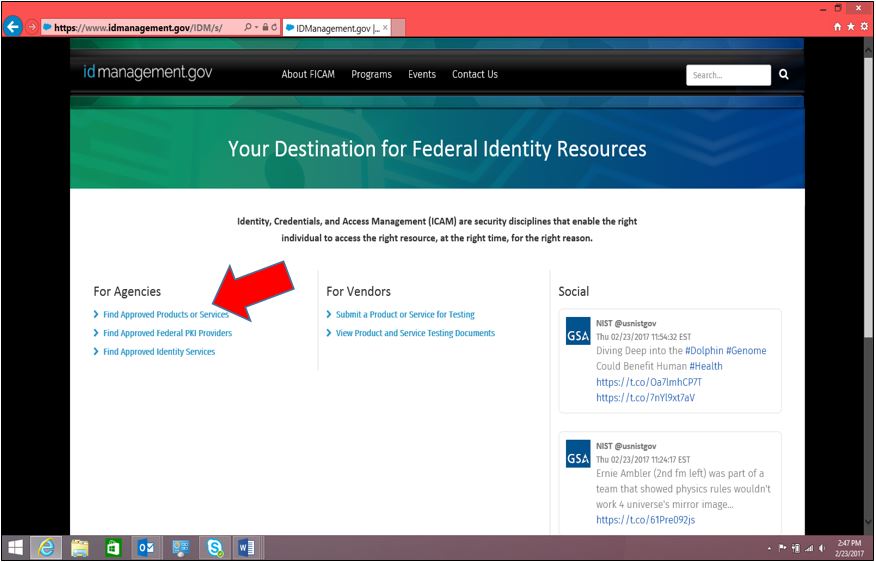 https://www.idmanagement.gov/IDM/s/
IDManagement.gov |...
idmanagement.gov
About FICAM Programs Events Contact Us
Search...
Your Destination for Federal Identity Resources
Identity, Credentials, and Access Management (ICAM) are security disciplines that enable the right
individual to access the right resource, at the right time, for the right reason.
For Agencies
Find Approved Products or Services
Find Approved Federal PKI Providers
Find Approved Identity Services
For Vendors
Submit a Product or Service for Testing
View Product and Service Testing Documents
Social
GSA
NIST @usnistgov
Thu 02/23/2017 11:54:32 EST
Diving Deep into the #Dolphin #Genome
Could Benefit Human #Health
https://t.co/Oa7lmhCP7T
https://t.co/7nYl9xt7aV
GSA
NIST @usnistgov
Thu 02/23/2017 11:24:17 EST
Ernie Ambler (2nd fm left) was part of a
team that showed physics rules wouldn't
work 4 universe's mirror image...
https://t.co/61Pre092js
2:47 PM
2/23/2017